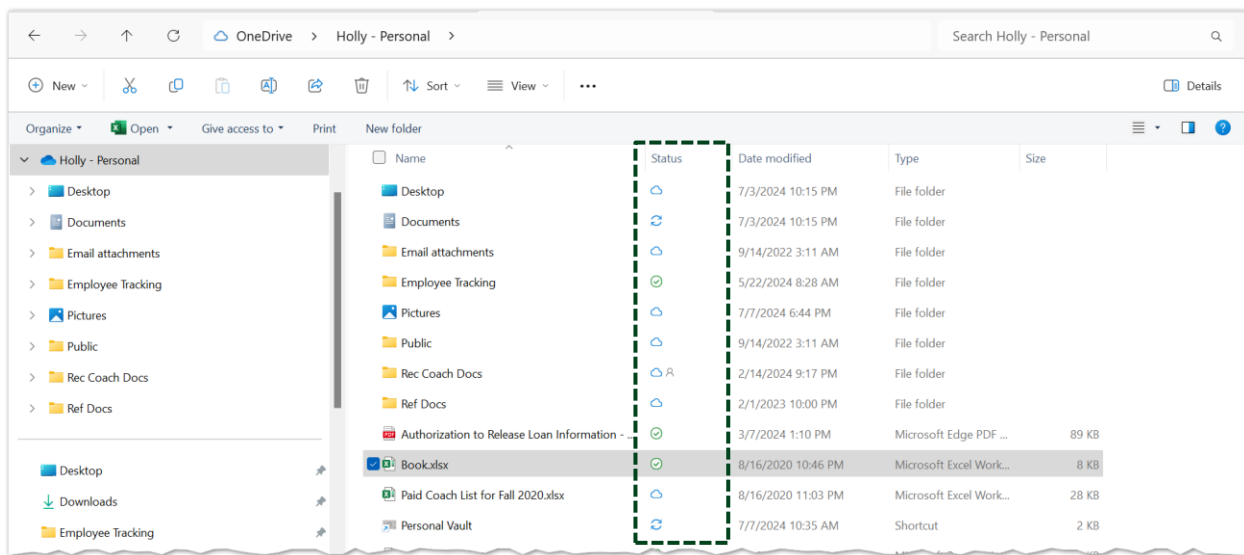 OneDrive > Holly - Personal > Search Holly - Personal
New Sort View ... Details
Organize Open Give access to Print New folder
Holly - Personal Name Status Date modified Type Size
Desktop Desktop 7/3/2024 10:15 PM File folder
Documents Documents 7/3/2024 10:15 PM File folder
Email attachments Email attachments 9/14/2022 3:11 AM File folder
Employee Tracking Employee Tracking 5/22/2024 8:28 AM File folder
Pictures Pictures 7/7/2024 6:44 PM File folder
Public Public 9/14/2022 3:11 AM File folder
Rec Coach Docs Rec Coach Docs 2/14/2024 9:17 PM File folder
Ref Docs Ref Docs 2/1/2023 10:00 PM File folder
Authorization to Release Loan Information - ... 3/7/2024 1:10 PM Microsoft Edge PDF ... 89 KB
Desktop Book.xlsx 8/16/2020 10:46 PM Microsoft Excel Work... 8 KB
Downloads Paid Coach List for Fall 2020.xlsx 8/16/2020 11:03 PM Microsoft Excel Work... 28 KB
Employee Tracking Personal Vault 7/7/2024 10:35 AM Shortcut 2 KB